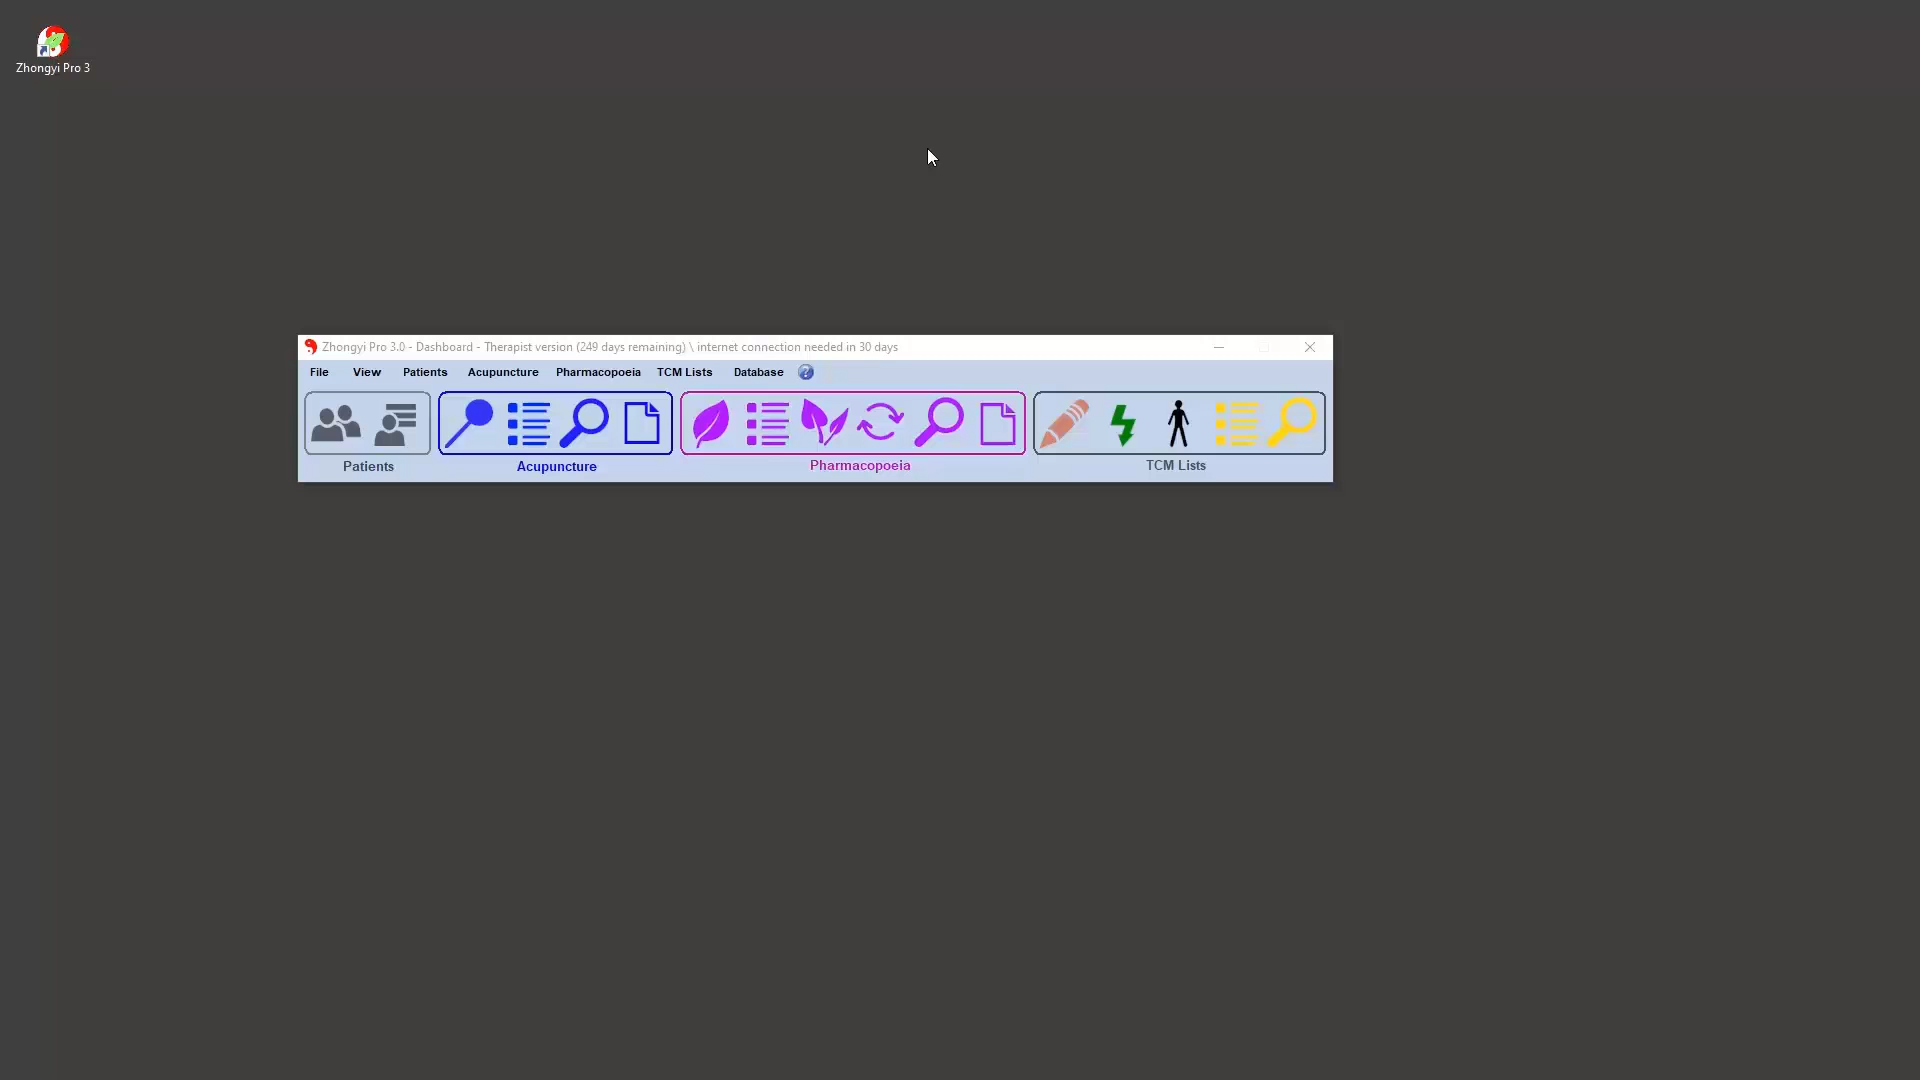 Zhongyi Pro 3
Zhongyi Pro 3.0 - Dashboard - Therapist version (249 days remaining) \ internet connection needed in 30 days
File View Patients Acupuncture Pharmacopoeia TCM Lists Database ?
Patients Acupuncture Pharmacopoeia TCM Lists